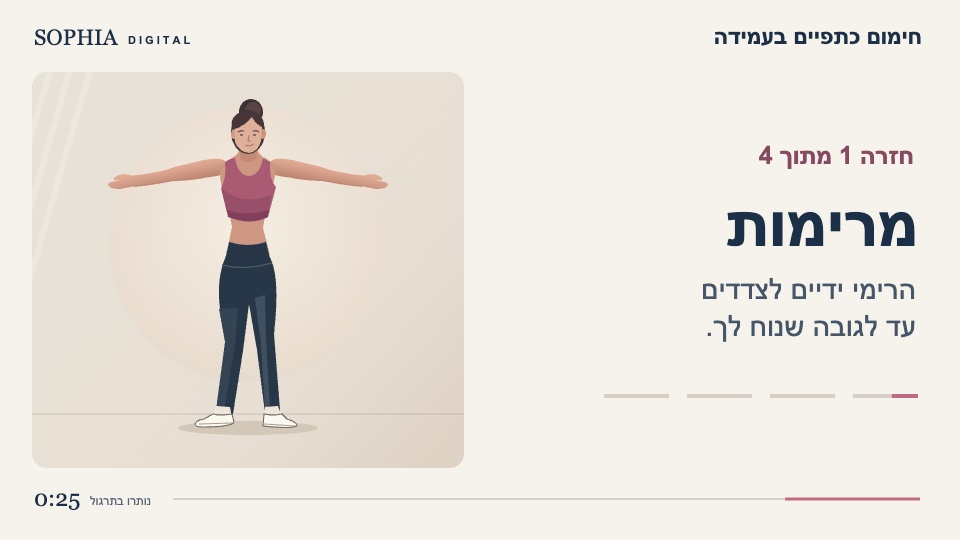 SOPHIA DIGITAL
חימום כתפיים בעמידה
חזרה 1 מתוך 4
מרימות
הרימי ידיים לצדדים
עד לגובה שנוח לך.
0:25 נותרו בתרגול